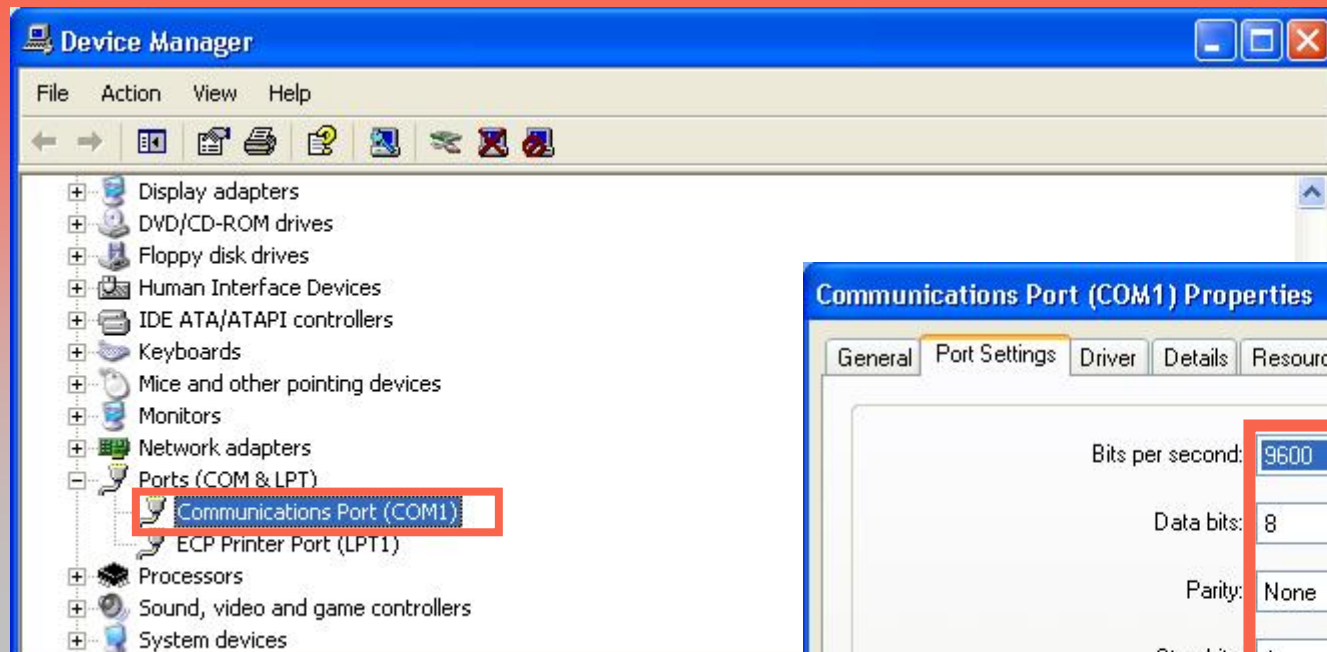 Device Manager
File Action View Help
Display adapters
DVD/CD-ROM drives
Floppy disk drives
Human Interface Devices
IDE ATA/ATAPI controllers
Keyboards
Mice and other pointing devices
Monitors
Network adapters
Ports (COM & LPT)
Communications Port (COM1)
ECP Printer Port (LPT1)
Processors
Sound, video and game controllers
System devices
Communications Port (COM1) Properties
General Port Settings Driver Details
Bits per second: 9600
Data bits: 8
Parity: None